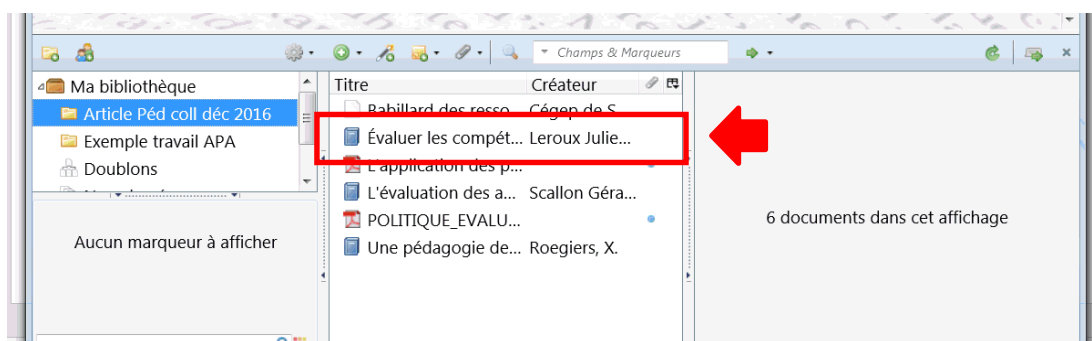 Champs & Marqueurs
Ma bibliothèque
Article Péd coll déc 2016
Exemple travail APA
Doublons
Aucun marqueur à afficher
Titre Créateur
Babillard des resso... Cégep de S...
Évaluer les compét... Leroux Julie...
L'application des p...
L'évaluation des a... Scallon Géra...
POLITIQUE_EVALU...
Une pédagogie de... Roegiers, X.
6 documents dans cet affichage